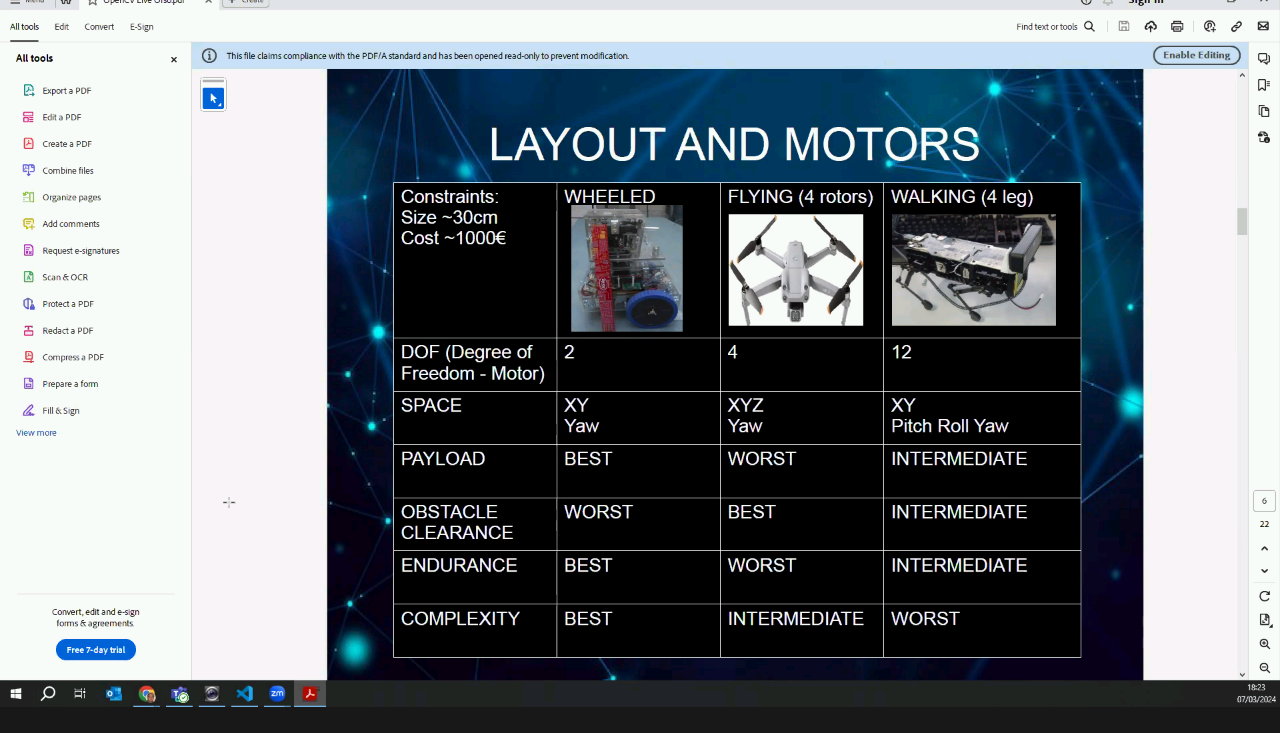 Menu
OpenCV Live Orsi.pdf
Create
Sign in
All tools
Edit
Convert
E-Sign
Find text or tools
All tools
This file claims compliance with the PDF/A standard and has been opened read-only to prevent modification.
Enable Editing
Export a PDF
Edit a PDF
Create a PDF
Combine files
Organize pages
Add comments
Request e-signatures
Scan & OCR
Protect a PDF
Redact a PDF
Compress a PDF
Prepare a form
Fill & Sign
View more
Convert, edit and e-sign
forms & agreements.
Free 7-day trial
LAYOUT AND MOTORS
Constraints:
Size ~30cm
Cost ~1000€
WHEELED
FLYING (4 rotors)
WALKING (4 leg)
DOF (Degree of
Freedom - Motor)
2
4
12
SPACE
XY
Yaw
XYZ
Yaw
XY
Pitch Roll Yaw
PAYLOAD
BEST
WORST
INTERMEDIATE
OBSTACLE
CLEARANCE
WORST
BEST
INTERMEDIATE
ENDURANCE
BEST
WORST
INTERMEDIATE
COMPLEXITY
BEST
INTERMEDIATE
WORST
6
22
zm
18:23
07/03/2024